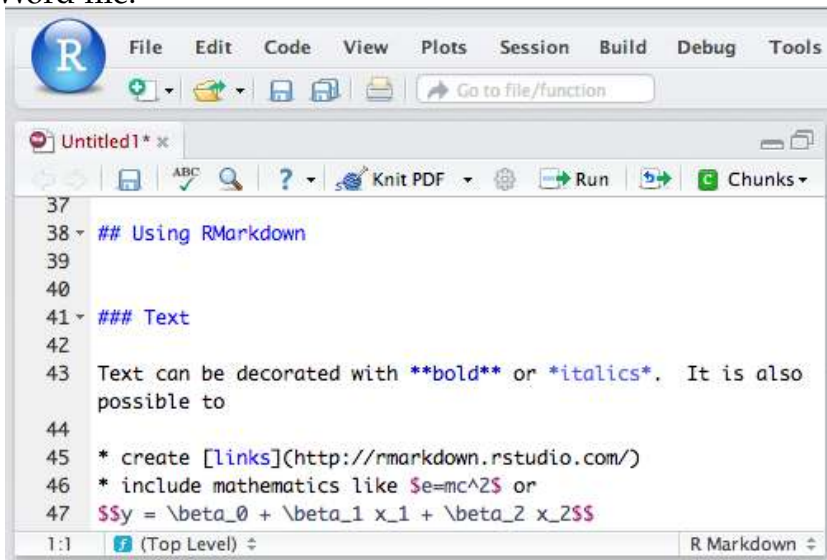 Word file.
R File Edit Code View Plots Session Build Debug Tools
Go to file/function
Untitled1*
ABC ? Knit PDF Run C Chunks
37
38 ## Using RMarkdown
39
40
41 ### Text
42
43 Text can be decorated with **bold** or *italics*. It is also
possible to
44
45 * create [links](http://rmarkdown.rstudio.com/)
46 * include mathematics like $e=mc^2$ or
47 $$y = \beta_0 + \beta_1 x_1 + \beta_2 x_2$$
1:1 (Top Level) R Markdown